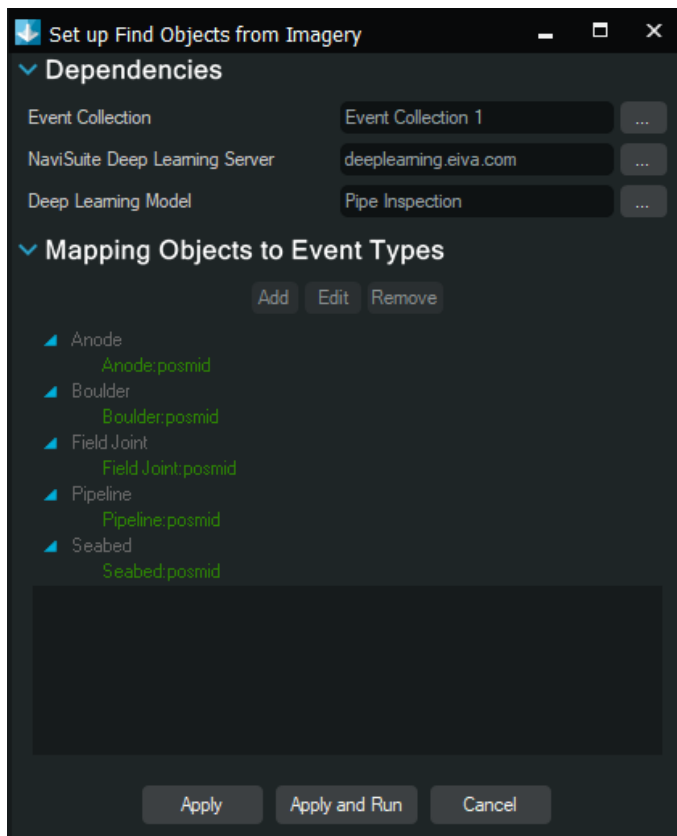 Set up Find Objects from Imagery
Dependencies
Event Collection Event Collection 1 ...
NaviSuite Deep Learning Server deeplearning.eiva.com ...
Deep Learning Model Pipe Inspection ...
Mapping Objects to Event Types
Add Edit Remove
Anode
Anode:posmid
Boulder
Boulder:posmid
Field Joint
Field Joint:posmid
Pipeline
Pipeline:posmid
Seabed
Seabed:posmid
Apply Apply and Run Cancel